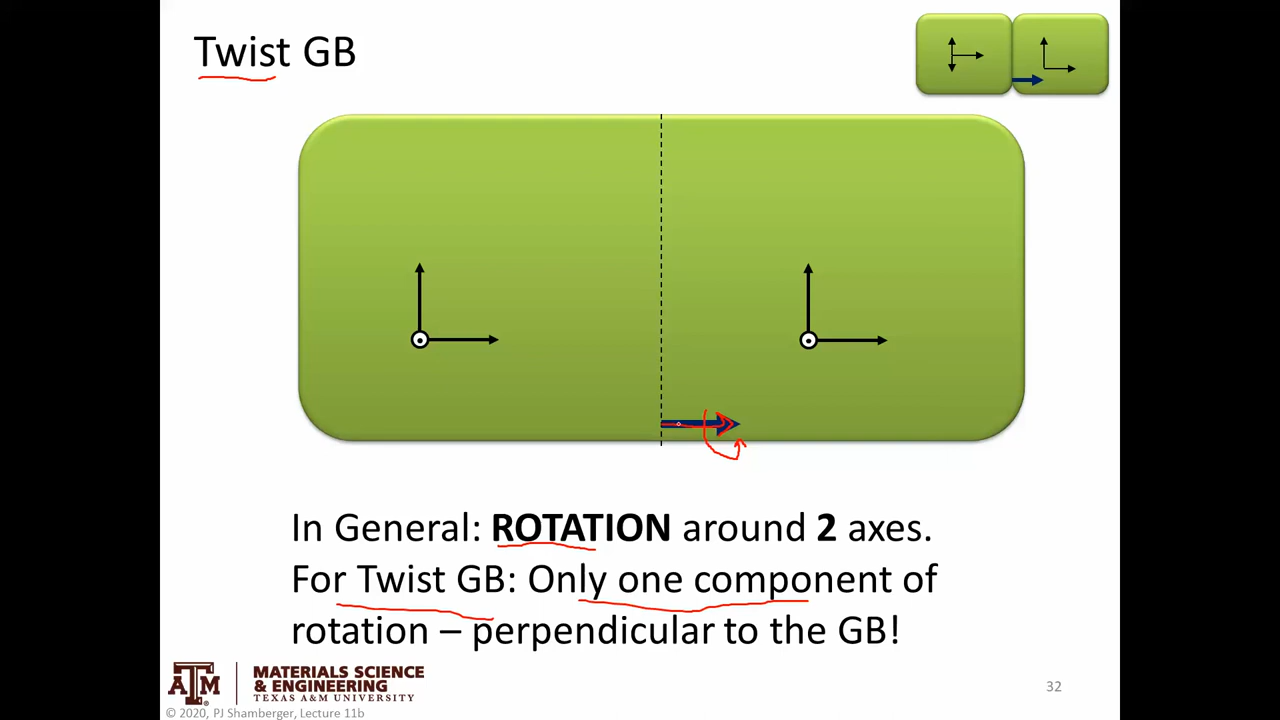 Twist GB
In General: ROTATION around 2 axes.
For Twist GB: Only one component of
rotation – perpendicular to the GB!
ATM
MATERIALS SCIENCE
& ENGINEERING
TEXAS A&M UNIVERSITY
© 2020, PJ Shamberger, Lecture 11b
32